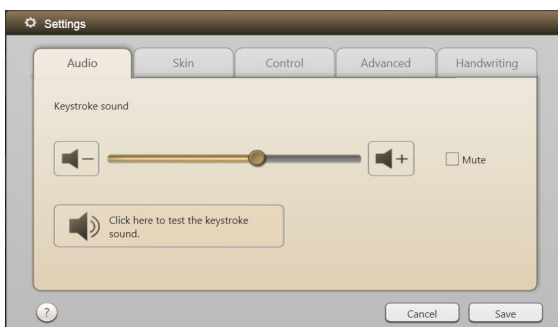 Settings
Audio
Skin
Control
Advanced
Handwriting
Keystroke sound
Mute
Click here to test the keystroke
sound.
?
Cancel
Save